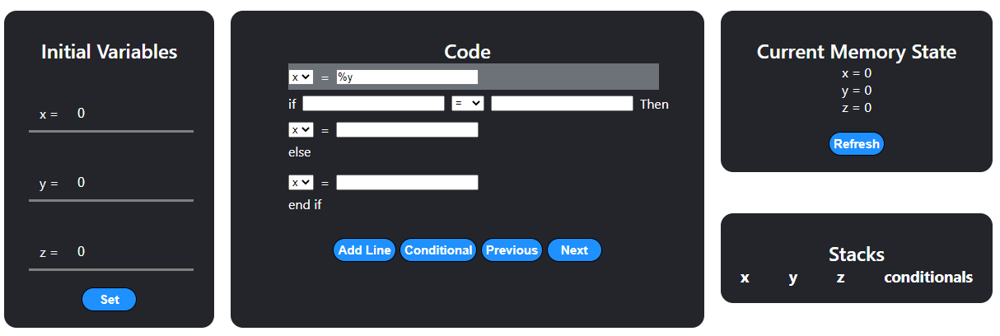 Initial Variables
x = 0
y = 0
z = 0
Set
Code
x = %y
if = Then
x =
else
x =
end if
Add Line Conditional Previous Next
Current Memory State
x = 0
y = 0
z = 0
Refresh
Stacks
x y z conditionals